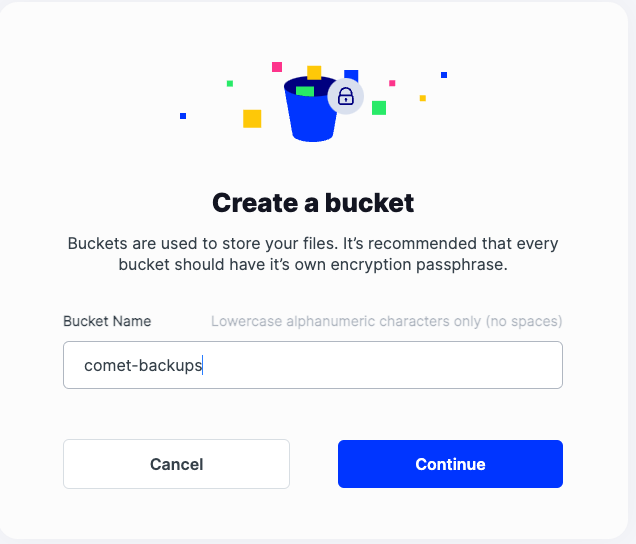 Create a bucket
Buckets are used to store your files. It’s recommended that every
bucket should have it’s own encryption passphrase.
Bucket Name
Lowercase alphanumeric characters only (no spaces)
comet-backups
Cancel
Continue